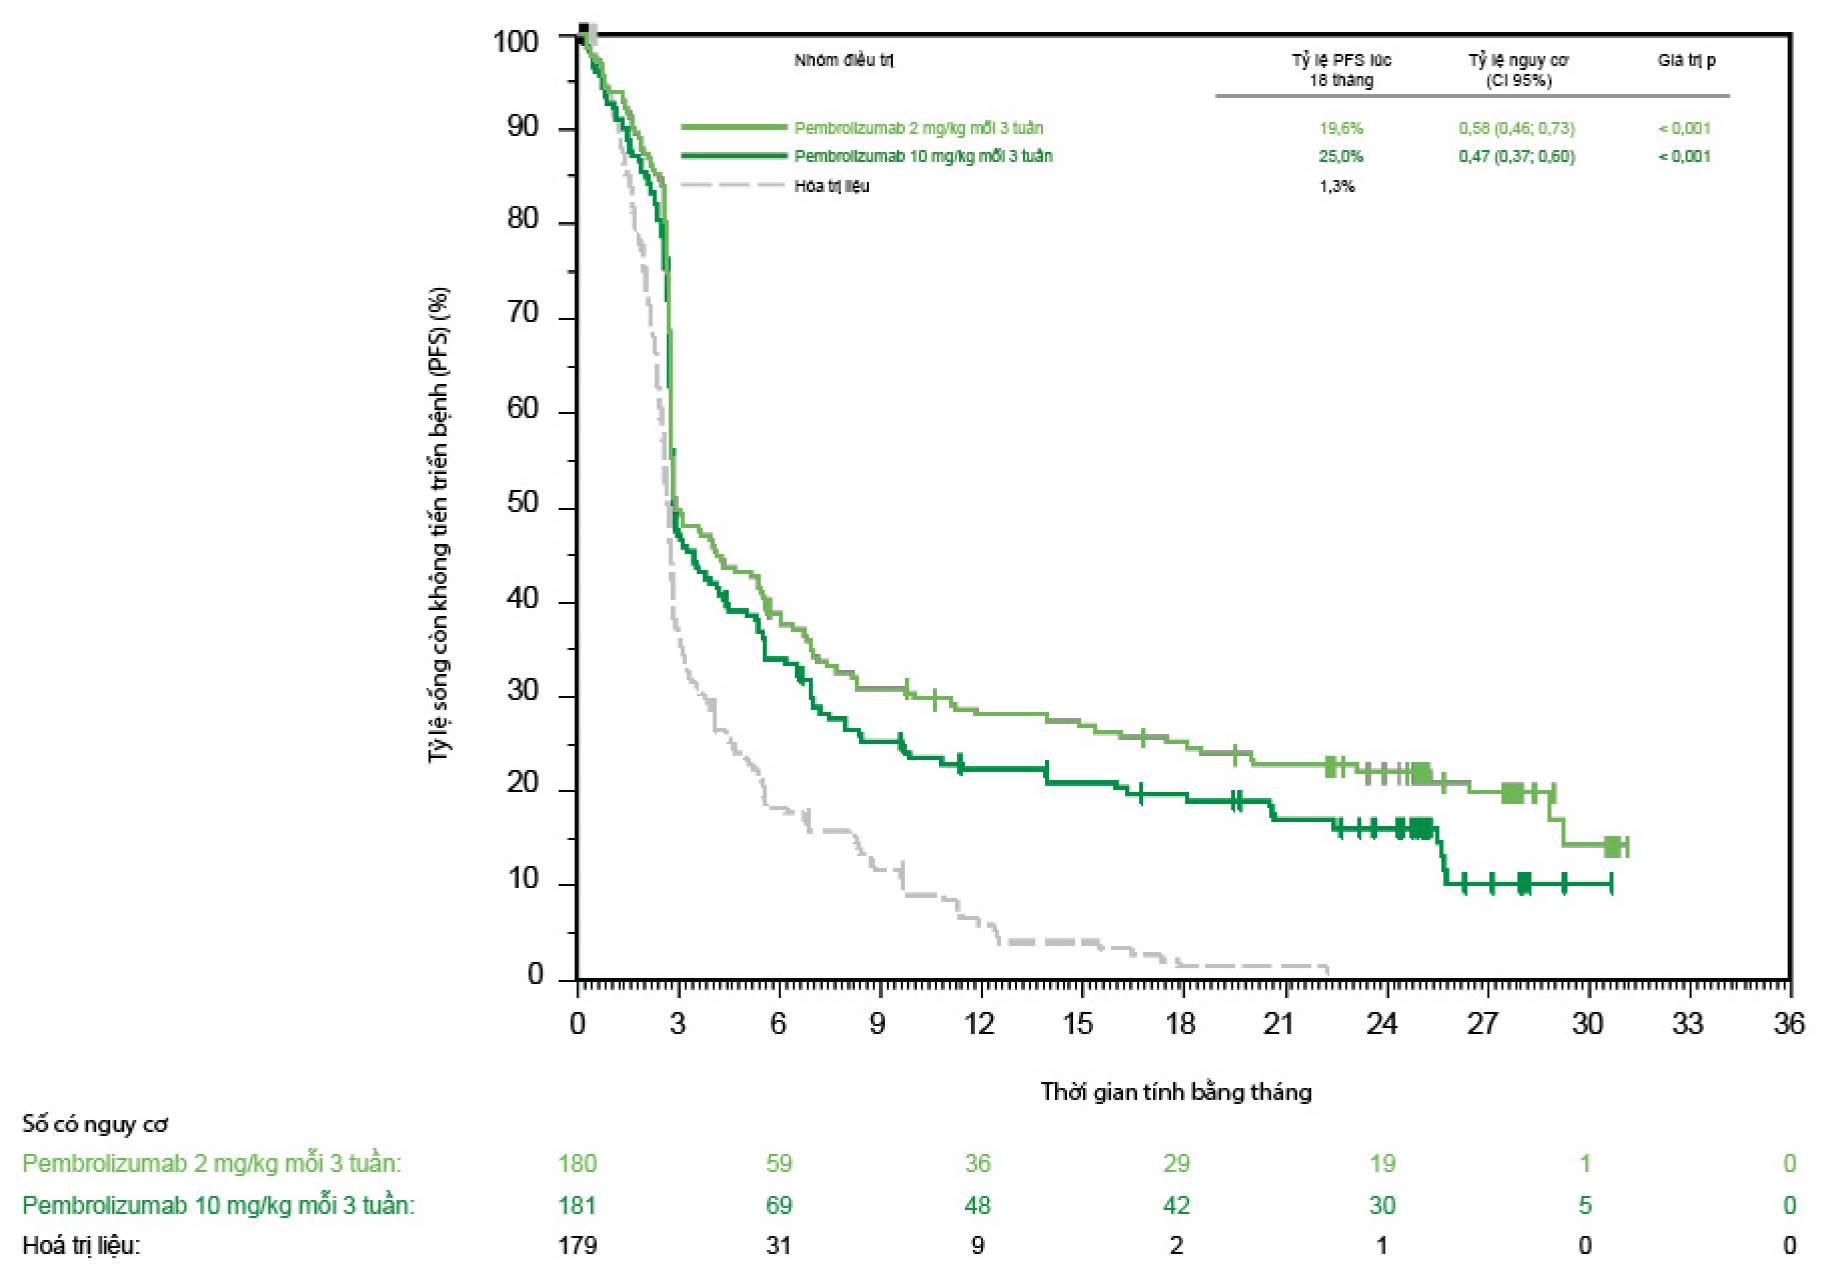 Nhóm điều trị Tỷ lệ PFS lúc 18 tháng Tỷ lệ nguy cơ (CI 95%) Giá trị p
Pembrolizumab 2 mg/kg mỗi 3 tuần 19,6% 0,58 (0,46; 0,73) < 0,001
Pembrolizumab 10 mg/kg mỗi 3 tuần 25,0% 0,47 (0,37; 0,60) < 0,001
Hóa trị liệu 1,3%
Tỷ lệ sống còn không tiến triển bệnh (PFS) (%)
100
90
80
70
60
50
40
30
20
10
0
0 3 6 9 12 15 18 21 24 27 30 33 36
Thời gian tính bằng tháng
Số có nguy cơ
Pembrolizumab 2 mg/kg mỗi 3 tuần: 180 59 36 29 19 1 0
Pembrolizumab 10 mg/kg mỗi 3 tuần: 181 69 48 42 30 5 0
Hoá trị liệu: 179 31 9 2 1 0 0